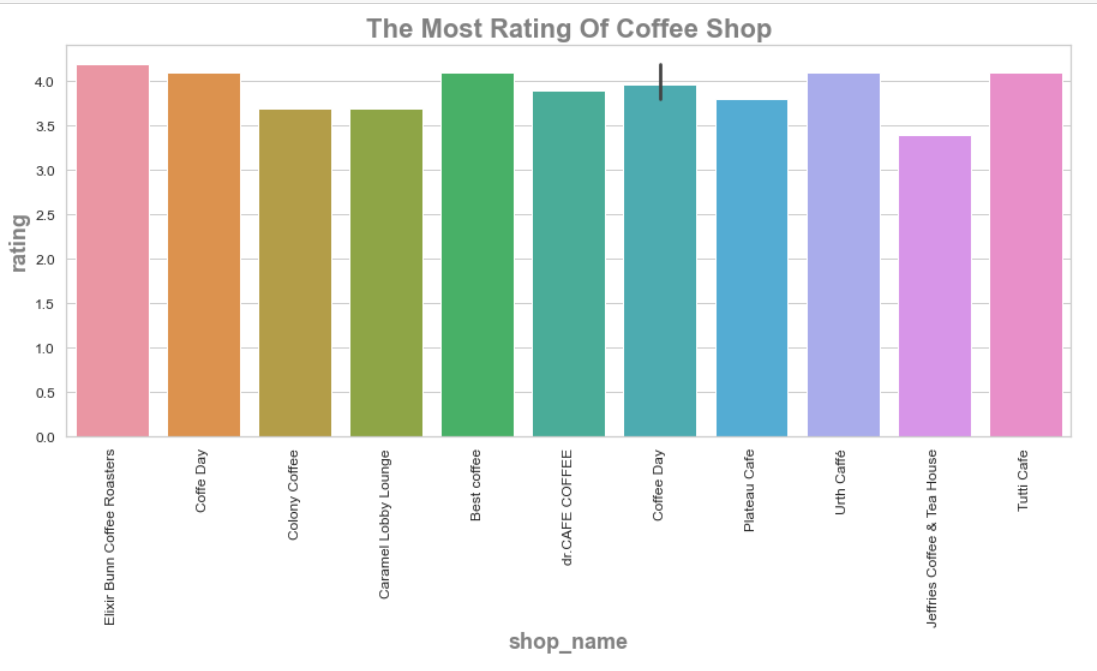 The Most Rating Of Coffee Shop
rating
4.0
3.5
3.0
2.5
2.0
1.5
1.0
0.5
0.0
Elixir Bunn Coffee Roasters
Coffe Day
Colony Coffee
Caramel Lobby Lounge
Best coffee
dr.CAFE COFFEE
Coffee Day
Plateau Cafe
Urth Caffé
Jeffries Coffee & Tea House
Tutti Cafe
shop_name